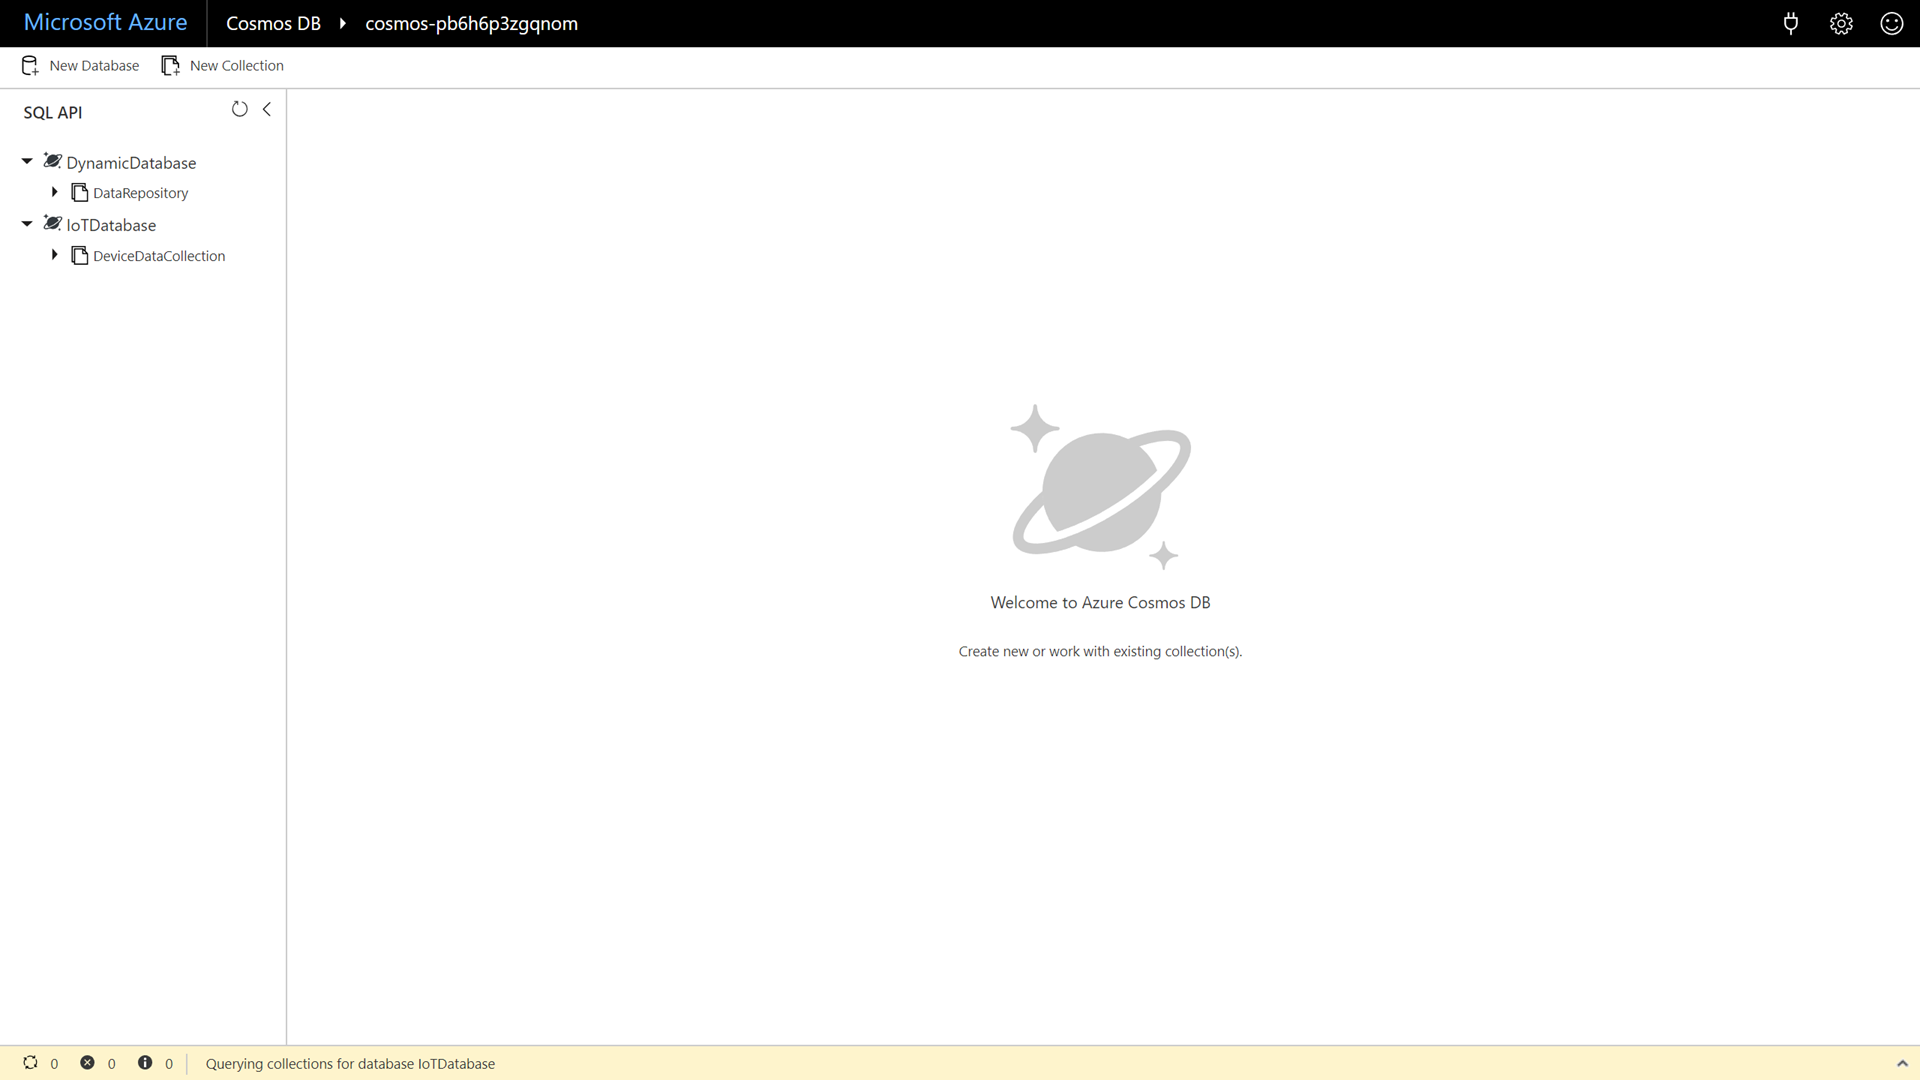 Microsoft Azure
Cosmos DB cosmos-pb6h6p3zgqnom
New Database New Collection
SQL API
DynamicDatabase
DataRepository
IoTDatabase
DeviceDataCollection
Welcome to Azure Cosmos DB
Create new or work with existing collection(s).
0 0 0 Querying collections for database IoTDatabase